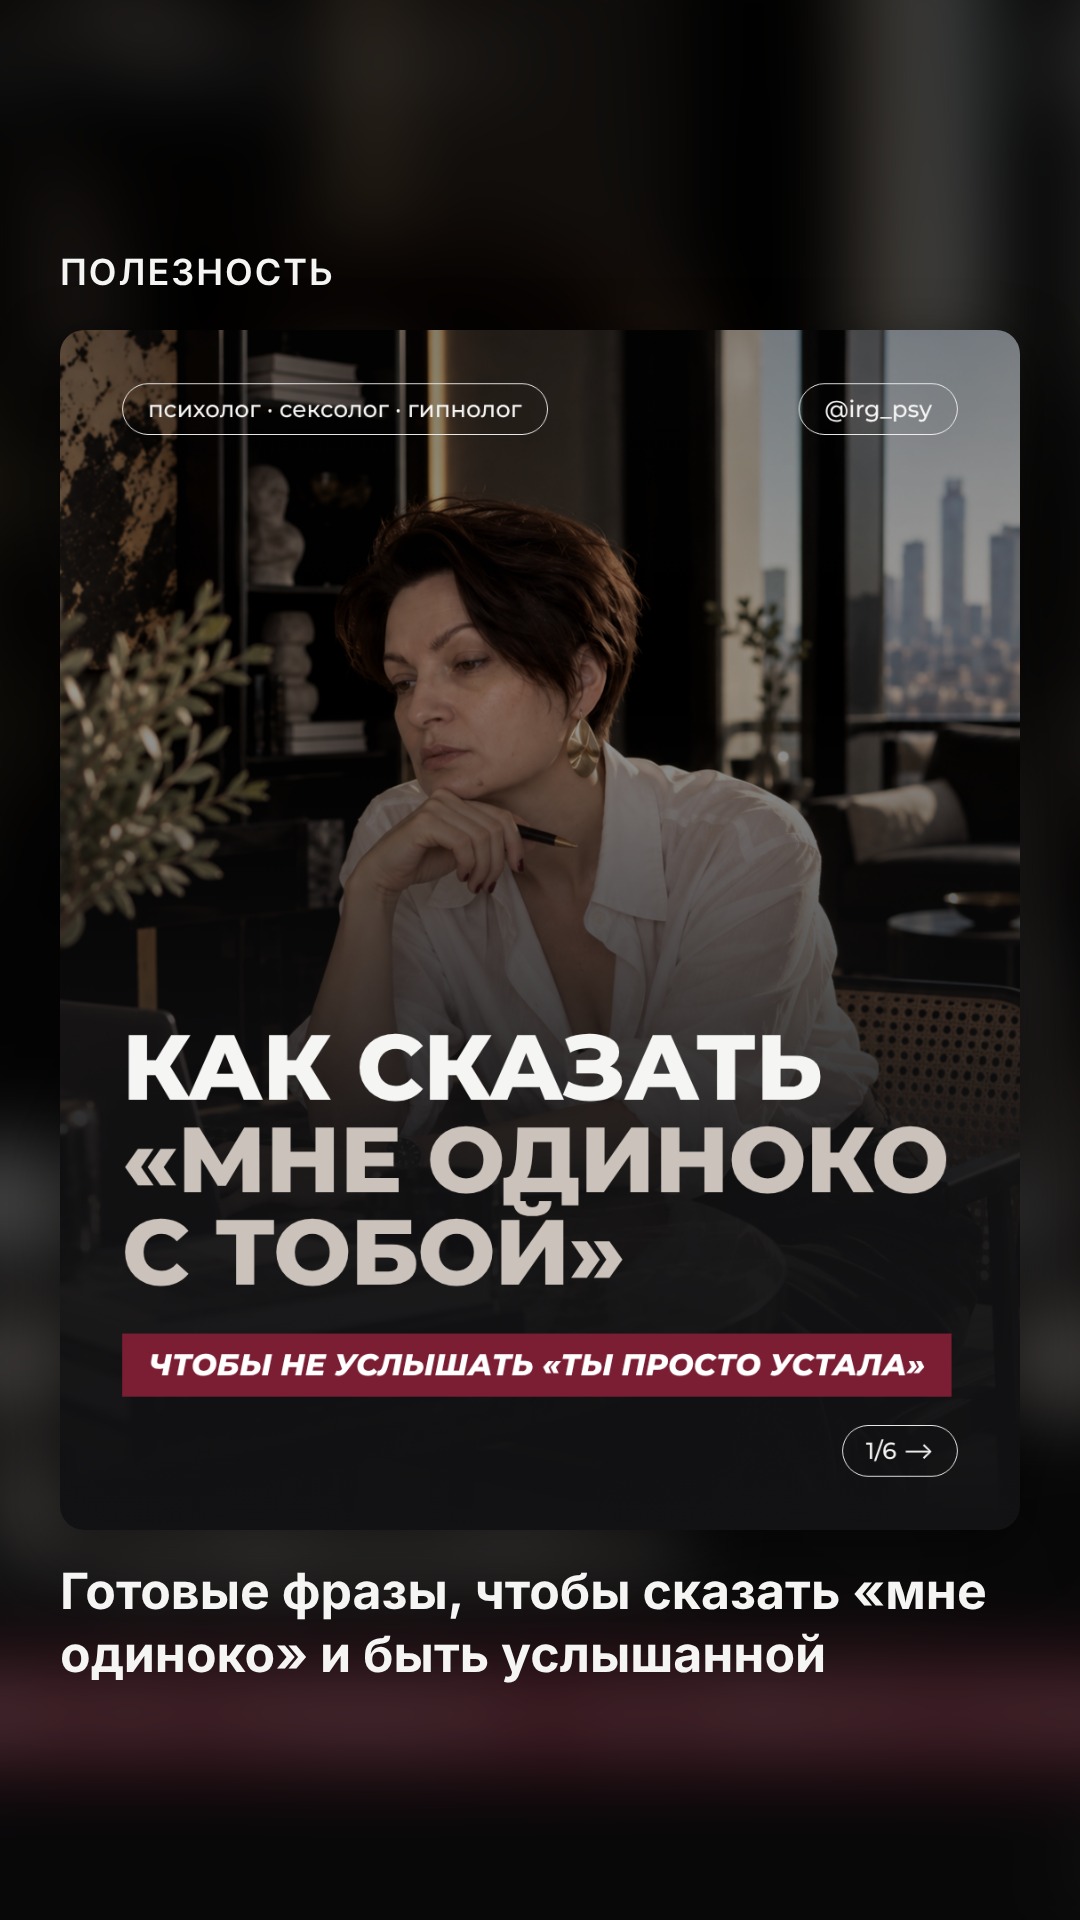 ПОЛЕЗНОСТЬ
психолог · сексолог · гипнолог
@irg_psy
КАК СКАЗАТЬ
«МНЕ ОДИНОКО
С ТОБОЙ»
ЧТОБЫ НЕ УСЛЫШАТЬ «ТЫ ПРОСТО УСТАЛА»
1/6 →
Готовые фразы, чтобы сказать «мне
одиноко» и быть услышанной